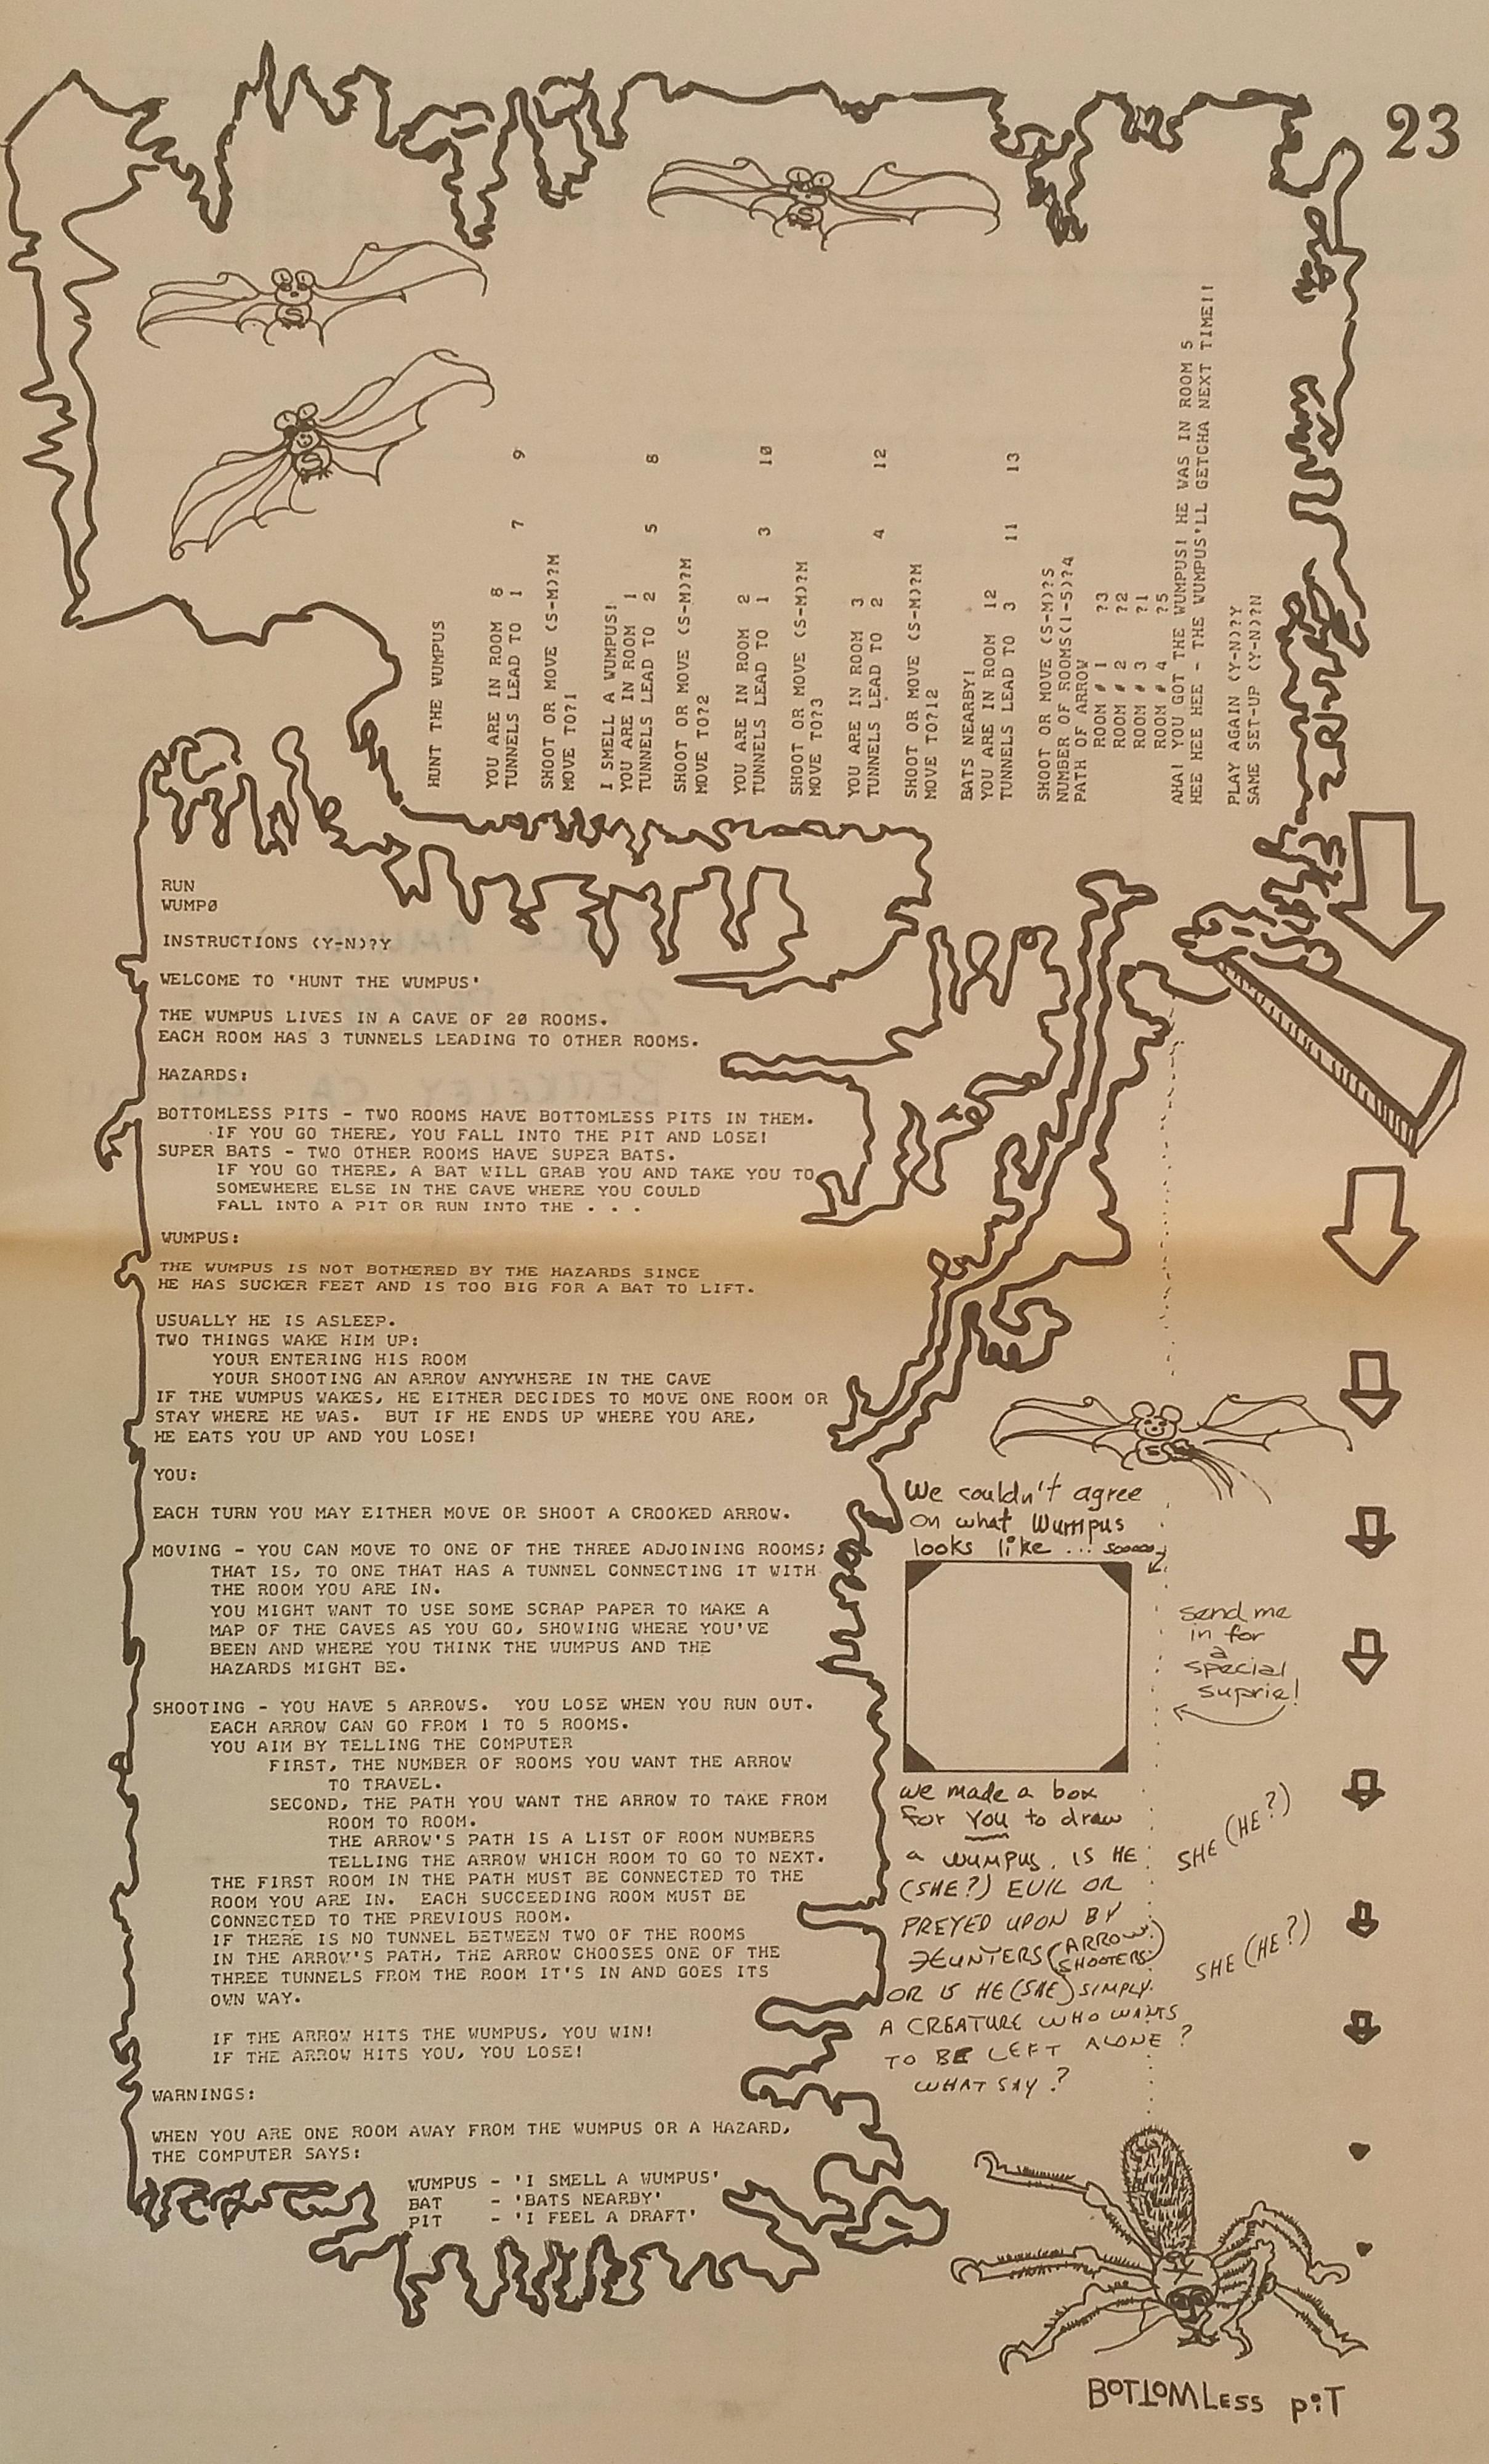 23
HUNT THE WUMPUS
YOU ARE IN ROOM 8
TUNNELS LEAD TO 1 7 9
SHOOT OR MOVE (S-M)?M
MOVE TO?1
I SMELL A WUMPUS!
YOU ARE IN ROOM 1
TUNNELS LEAD TO 2 5 8
SHOOT OR MOVE (S-M)?M
MOVE TO?2
YOU ARE IN ROOM 2
TUNNELS LEAD TO 1 3 10
SHOOT OR MOVE (S-M)?M
MOVE TO?3
YOU ARE IN ROOM 3
TUNNELS LEAD TO 2 4 12
SHOOT OR MOVE (S-M)?M
MOVE TO?12
BATS NEARBY!
YOU ARE IN ROOM 12
TUNNELS LEAD TO 3 11 13
SHOOT OR MOVE (S-M)?S
NUMBER OF ROOMS(1-5)?4
PATH OF ARROW
ROOM # 1 ?3
ROOM # 2 ?2
ROOM # 3 ?1
ROOM # 4 ?5
AHA! YOU GOT THE WUMPUS! HE WAS IN ROOM 5
HEE HEE HEE - THE WUMPUS'LL GETCHA NEXT TIME!!
PLAY AGAIN (Y-N)?Y
SAME SET-UP (Y-N)?N
RUN
WUMPØ
INSTRUCTIONS (Y-N)?Y
WELCOME TO 'HUNT THE WUMPUS'
THE WUMPUS LIVES IN A CAVE OF 20 ROOMS.
EACH ROOM HAS 3 TUNNELS LEADING TO OTHER ROOMS.
HAZARDS:
BOTTOMLESS PITS - TWO ROOMS HAVE BOTTOMLESS PITS IN THEM.
IF YOU GO THERE, YOU FALL INTO THE PIT AND LOSE!
SUPER BATS - TWO OTHER ROOMS HAVE SUPER BATS.
IF YOU GO THERE, A BAT WILL GRAB YOU AND TAKE YOU TO
SOMEWHERE ELSE IN THE CAVE WHERE YOU COULD
FALL INTO A PIT OR RUN INTO THE . . .
WUMPUS:
THE WUMPUS IS NOT BOTHERED BY THE HAZARDS SINCE
HE HAS SUCKER FEET AND IS TOO BIG FOR A BAT TO LIFT.
USUALLY HE IS ASLEEP.
TWO THINGS WAKE HIM UP:
YOUR ENTERING HIS ROOM
YOUR SHOOTING AN ARROW ANYWHERE IN THE CAVE
IF THE WUMPUS WAKES, HE EITHER DECIDES TO MOVE ONE ROOM OR
STAY WHERE HE WAS. BUT IF HE ENDS UP WHERE YOU ARE,
HE EATS YOU UP AND YOU LOSE!
YOU:
EACH TURN YOU MAY EITHER MOVE OR SHOOT A CROOKED ARROW.
MOVING - YOU CAN MOVE TO ONE OF THE THREE ADJOINING ROOMS;
THAT IS, TO ONE THAT HAS A TUNNEL CONNECTING IT WITH
THE ROOM YOU ARE IN.
YOU MIGHT WANT TO USE SOME SCRAP PAPER TO MAKE A
MAP OF THE CAVES AS YOU GO, SHOWING WHERE YOU'VE
BEEN AND WHERE YOU THINK THE WUMPUS AND THE
HAZARDS MIGHT BE.
SHOOTING - YOU HAVE 5 ARROWS. YOU LOSE WHEN YOU RUN OUT.
EACH ARROW CAN GO FROM 1 TO 5 ROOMS.
YOU AIM BY TELLING THE COMPUTER
FIRST, THE NUMBER OF ROOMS YOU WANT THE ARROW
TO TRAVEL.
SECOND, THE PATH YOU WANT THE ARROW TO TAKE FROM
ROOM TO ROOM.
THE ARROW'S PATH IS A LIST OF ROOM NUMBERS
TELLING THE ARROW WHICH ROOM TO GO TO NEXT.
THE FIRST ROOM IN THE PATH MUST BE CONNECTED TO THE
ROOM YOU ARE IN. EACH SUCCEEDING ROOM MUST BE
CONNECTED TO THE PREVIOUS ROOM.
IF THERE IS NO TUNNEL BETWEEN TWO OF THE ROOMS
IN THE ARROW'S PATH, THE ARROW CHOOSES ONE OF THE
THREE TUNNELS FROM THE ROOM IT'S IN AND GOES ITS
OWN WAY.
IF THE ARROW HITS THE WUMPUS, YOU WIN!
IF THE ARROW HITS YOU, YOU LOSE!
WARNINGS:
WHEN YOU ARE ONE ROOM AWAY FROM THE WUMPUS OR A HAZARD,
THE COMPUTER SAYS:
WUMPUS - 'I SMELL A WUMPUS'
BAT - 'BATS NEARBY'
PIT - 'I FEEL A DRAFT'
We couldn't agree
on what Wumpus
looks like ... sooooo
send me
in for
a
special
suprie!
we made a box
for You to draw
a WUMPUS. IS HE
SHE (HE?)
(SHE?) EVIL OR
PREYED UPON BY
HUNTERS (ARROW SHOOTERS)
SHE (HE?)
OR IS HE (SHE) SIMPLY
A CREATURE WHO WANTS
TO BE LEFT ALONE?
WHAT SAY?
BOTTOMLess piT